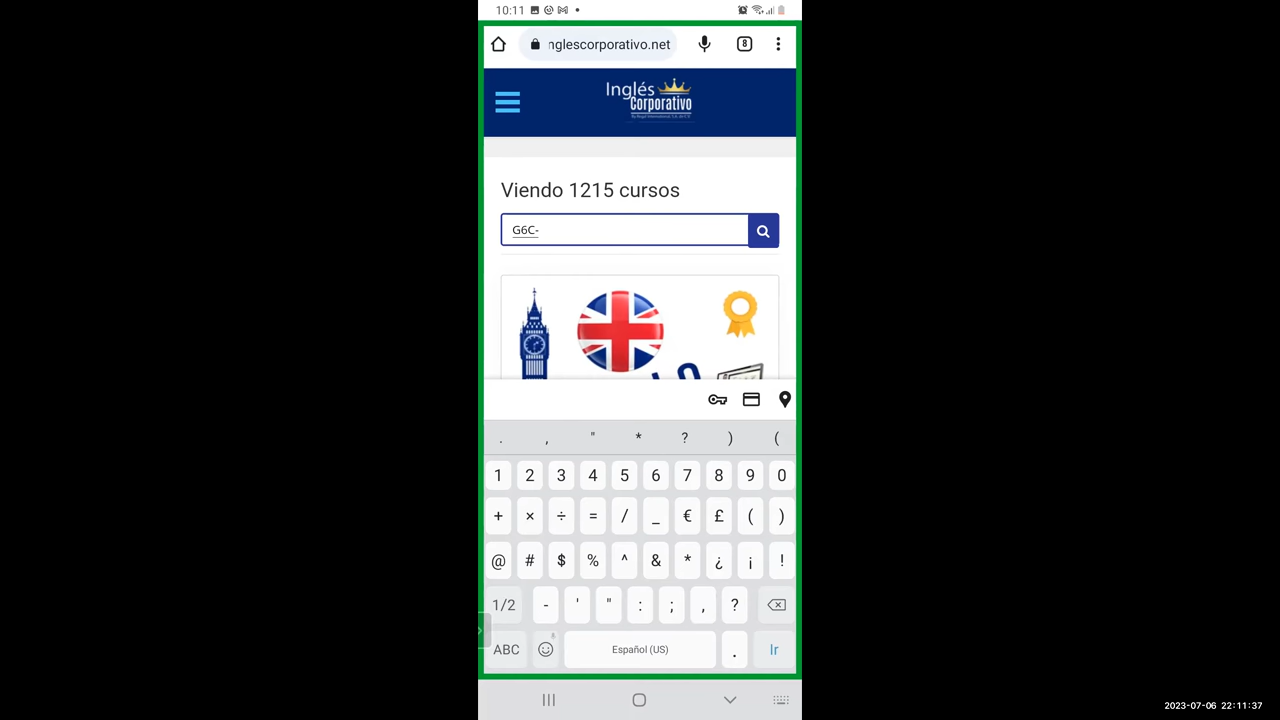 10:11
nglescorporativo.net
8
Inglés
Corporativo
Viendo 1215 cursos
G6C-
. , " * ? ) (
1 2 3 4 5 6 7 8 9 0
+ × ÷ = / _ € £ ( )
@ # $ % ^ & * ¿ ¡ !
1/2 - ' " : ; , ?
ABC Español (US) . Ir
2023-07-06 22:11:37